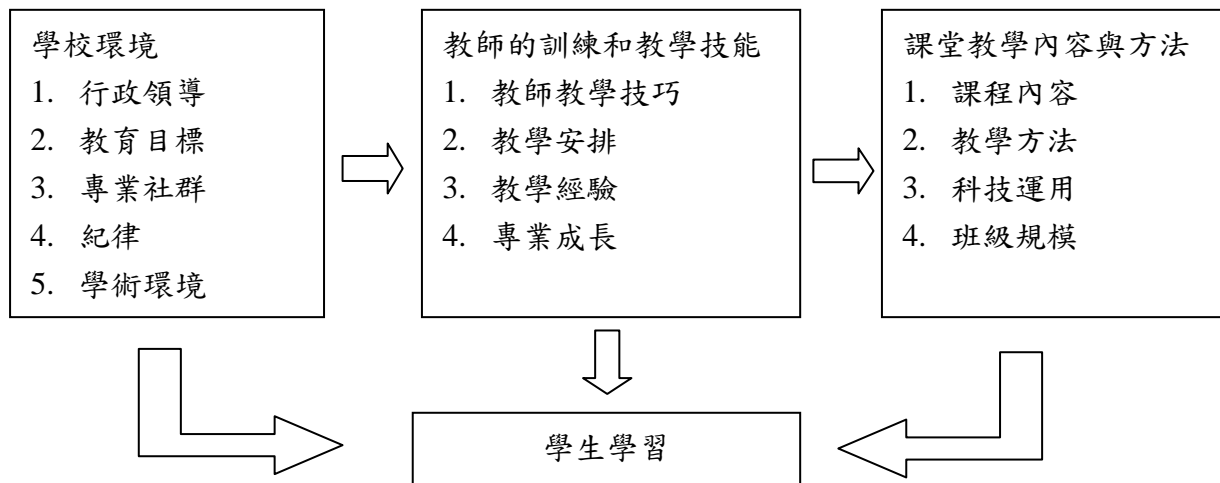 學校環境
1. 行政領導
2. 教育目標
3. 專業社群
4. 紀律
5. 學術環境
教師的訓練和教學技能
1. 教師教學技巧
2. 教學安排
3. 教學經驗
4. 專業成長
課堂教學內容與方法
1. 課程內容
2. 教學方法
3. 科技運用
4. 班級規模
學生學習